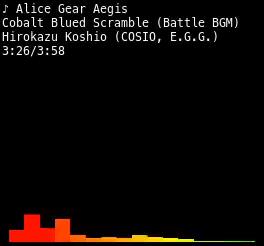 ♪ Alice Gear Aegis
Cobalt Blued Scramble (Battle BGM)
Hirokazu Koshio (COSIO, E.G.G.)
3:26/3:58